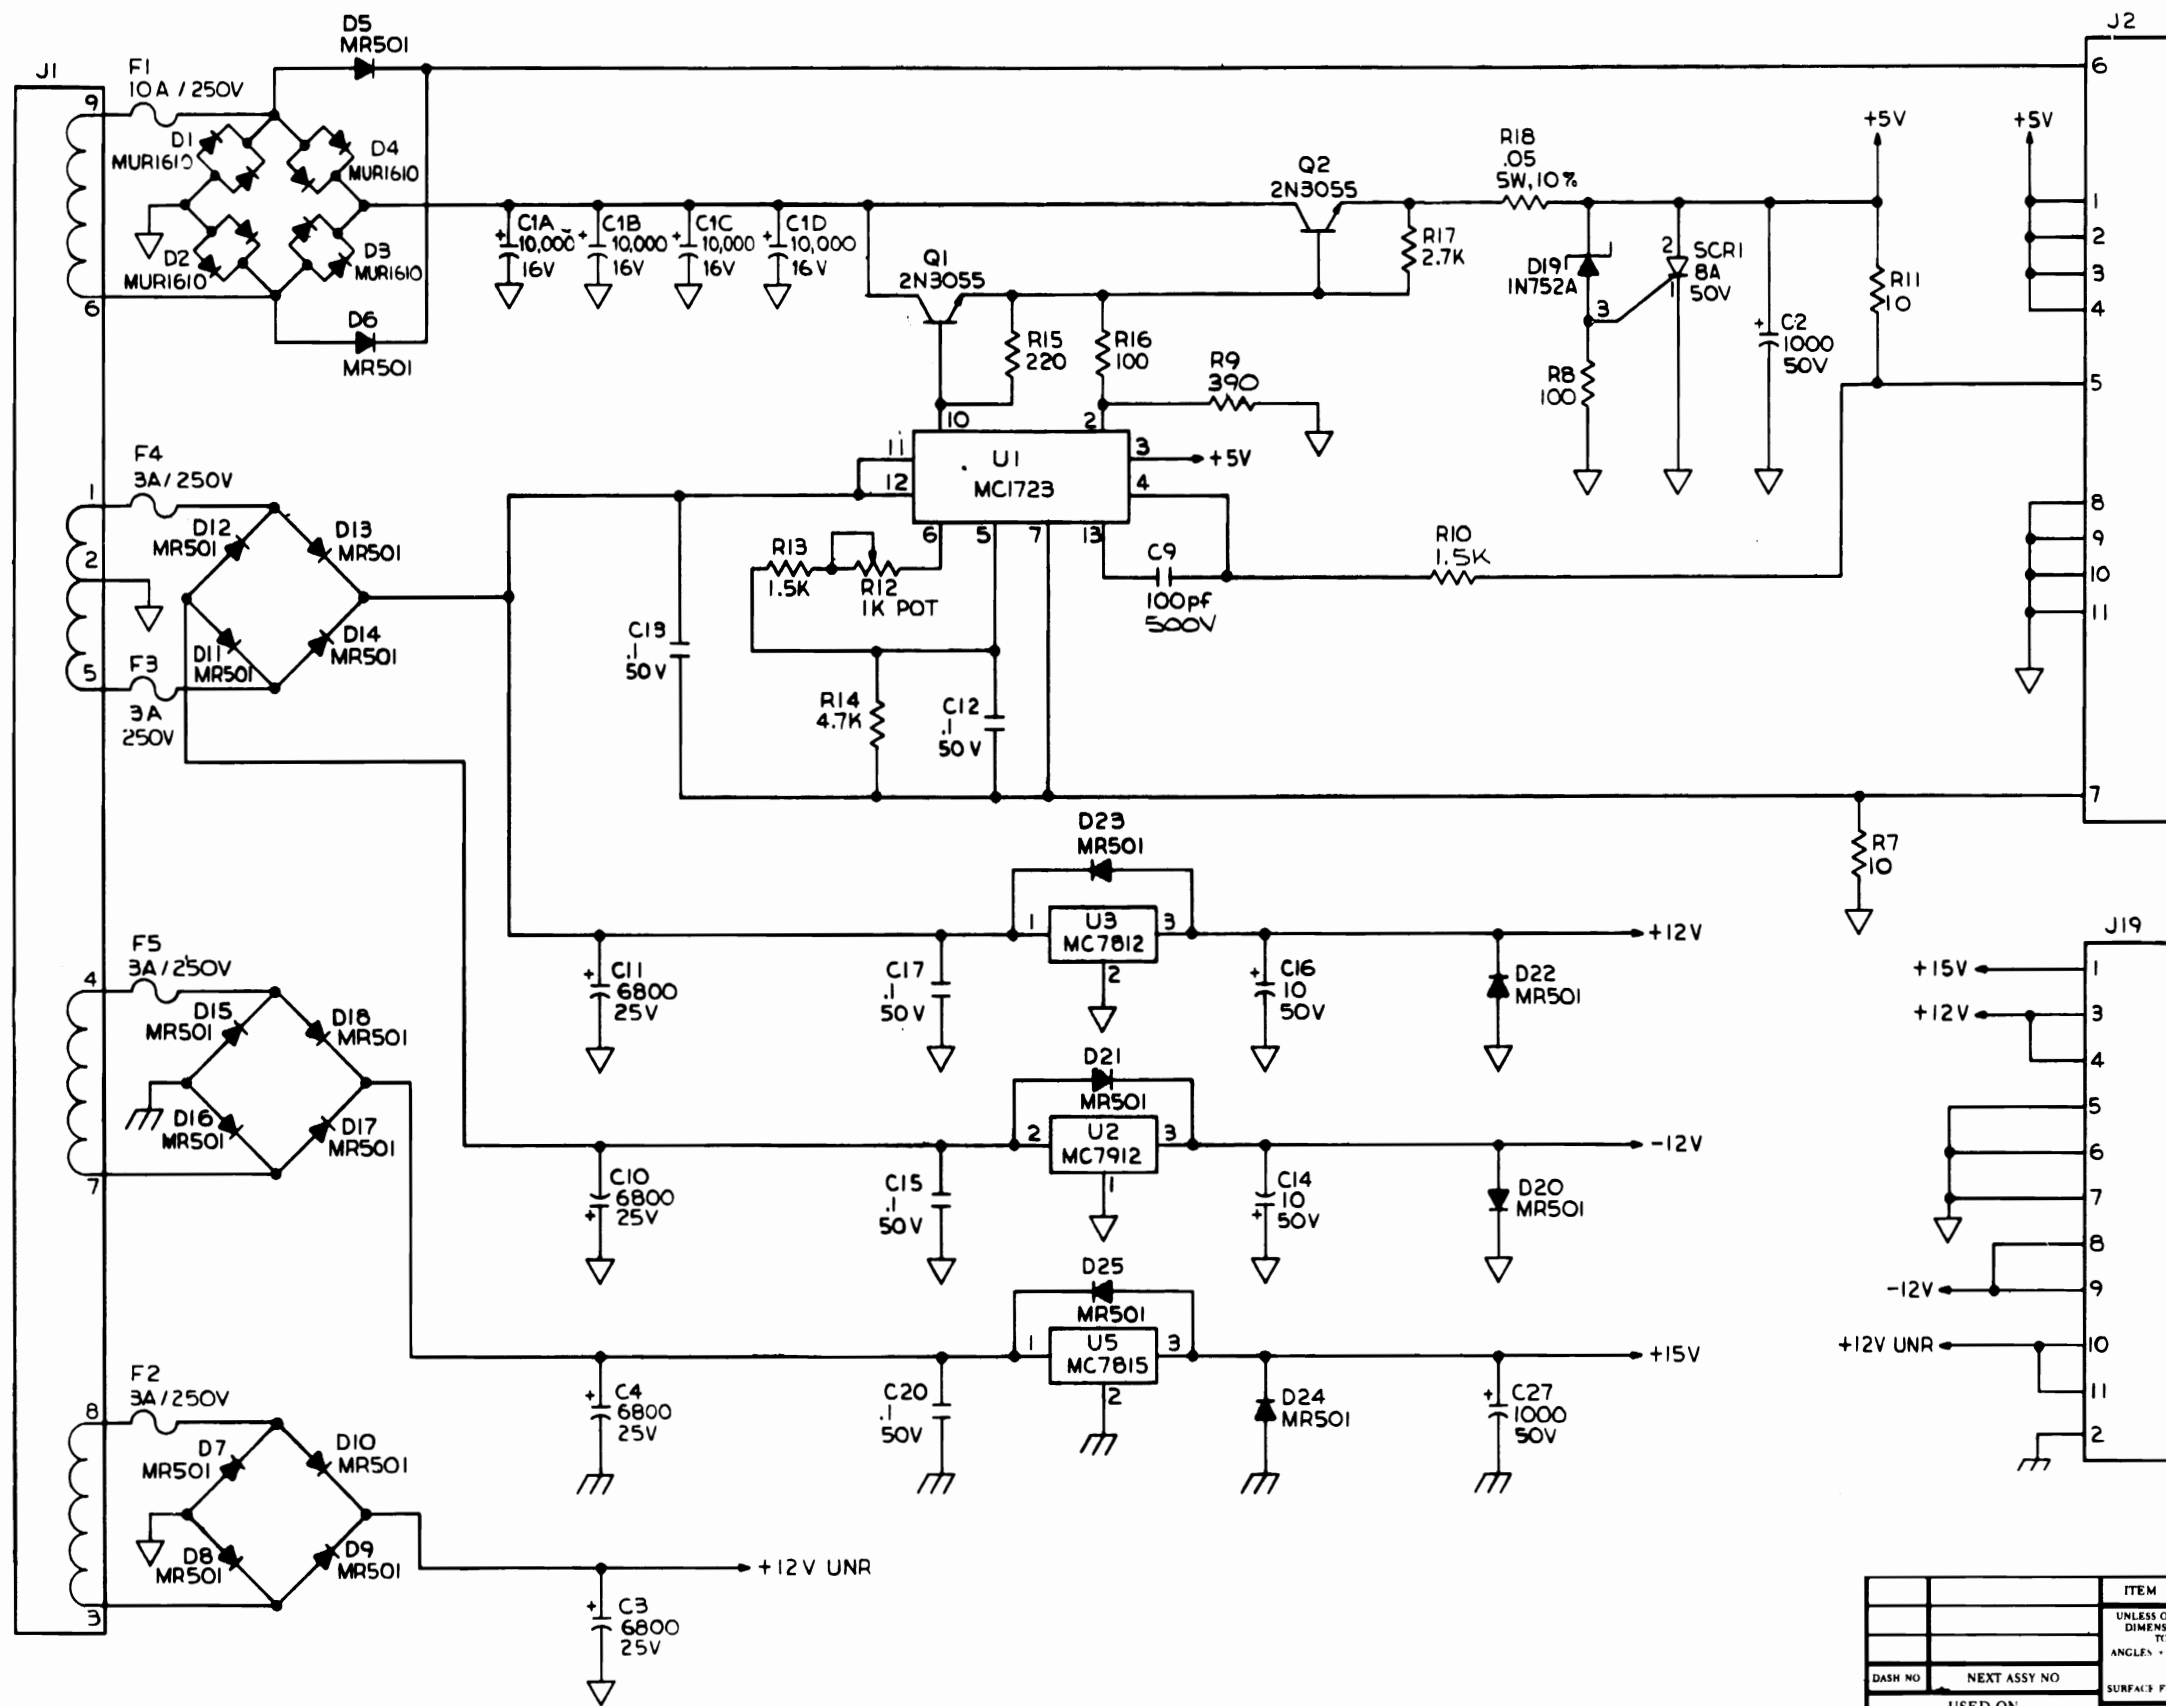 J1
9
6
1
2
5
4
7
8
3
F1
10A / 250V
D5
MR501
D1
MUR1610
D4
MUR1610
D2
MUR1610
D3
MUR1610
D6
MR501
C1A
10,000
16V
C1B
10,000
16V
C1C
10,000
16V
C1D
10,000
16V
+
+
+
+
Q1
2N3055
Q2
2N3055
R15
220
R16
100
R9
390
R17
2.7K
R18
.05
5W, 10%
D19
1
1N752A
3
R8
100
2
SCR1
8A
1
50V
+
C2
1000
50V
+5V
R11
10
+5V
J2
6
1
2
3
4
5
8
9
10
11
7
F4
3A/250V
D12
MR501
D13
MR501
D11
MR501
D14
MR501
F3
3A
250V
10
2
11
12
U1
MC1723
3
+5V
4
6
5
7
13
R13
1.5K
R12
1K POT
C9
100pf
500V
R10
1.5K
C13
.1
50V
R14
4.7K
C12
.1
50V
R7
10
D23
MR501
1
U3
MC7812
3
2
+
C11
6800
25V
C17
.1
50V
+
C16
10
50V
D22
MR501
+12V
F5
3A/250V
D15
MR501
D18
MR501
D16
MR501
D17
MR501
D21
MR501
2
U2
MC7912
3
1
C10
6800
+
25V
C15
.1
50V
C14
10
+
50V
D20
MR501
-12V
D25
MR501
1
U5
MC7815
3
2
+
C4
6800
25V
C20
.1
50V
D24
MR501
+
C27
1000
50V
+15V
F2
3A/250V
D7
MR501
D10
MR501
D8
MR501
D9
MR501
+12V UNR
+
C3
6800
25V
J19
+15V
1
+12V
3
4
5
6
7
8
-12V
9
+12V UNR
10
11
2
ITEM
UNLESS O
DIMENS
TO
ANGLES
DASH NO
NEXT ASSY NO
SURFACE F
USED ON